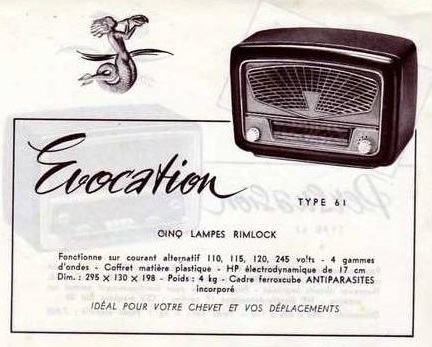 Evocation
TYPE 61
CINQ LAMPES RIMLOCK
Fonctionne sur courant alternatif 110, 115, 120, 245 volts - 4 gammes
d'ondes - Coffret matière plastique - HP électrodynamique de 17 cm
Dim. : 295 × 130 × 198 - Poids : 4 kg - Cadre ferroxcube ANTIPARASITES
incorporé
IDÉAL POUR VOTRE CHEVET ET VOS DÉPLACEMENTS